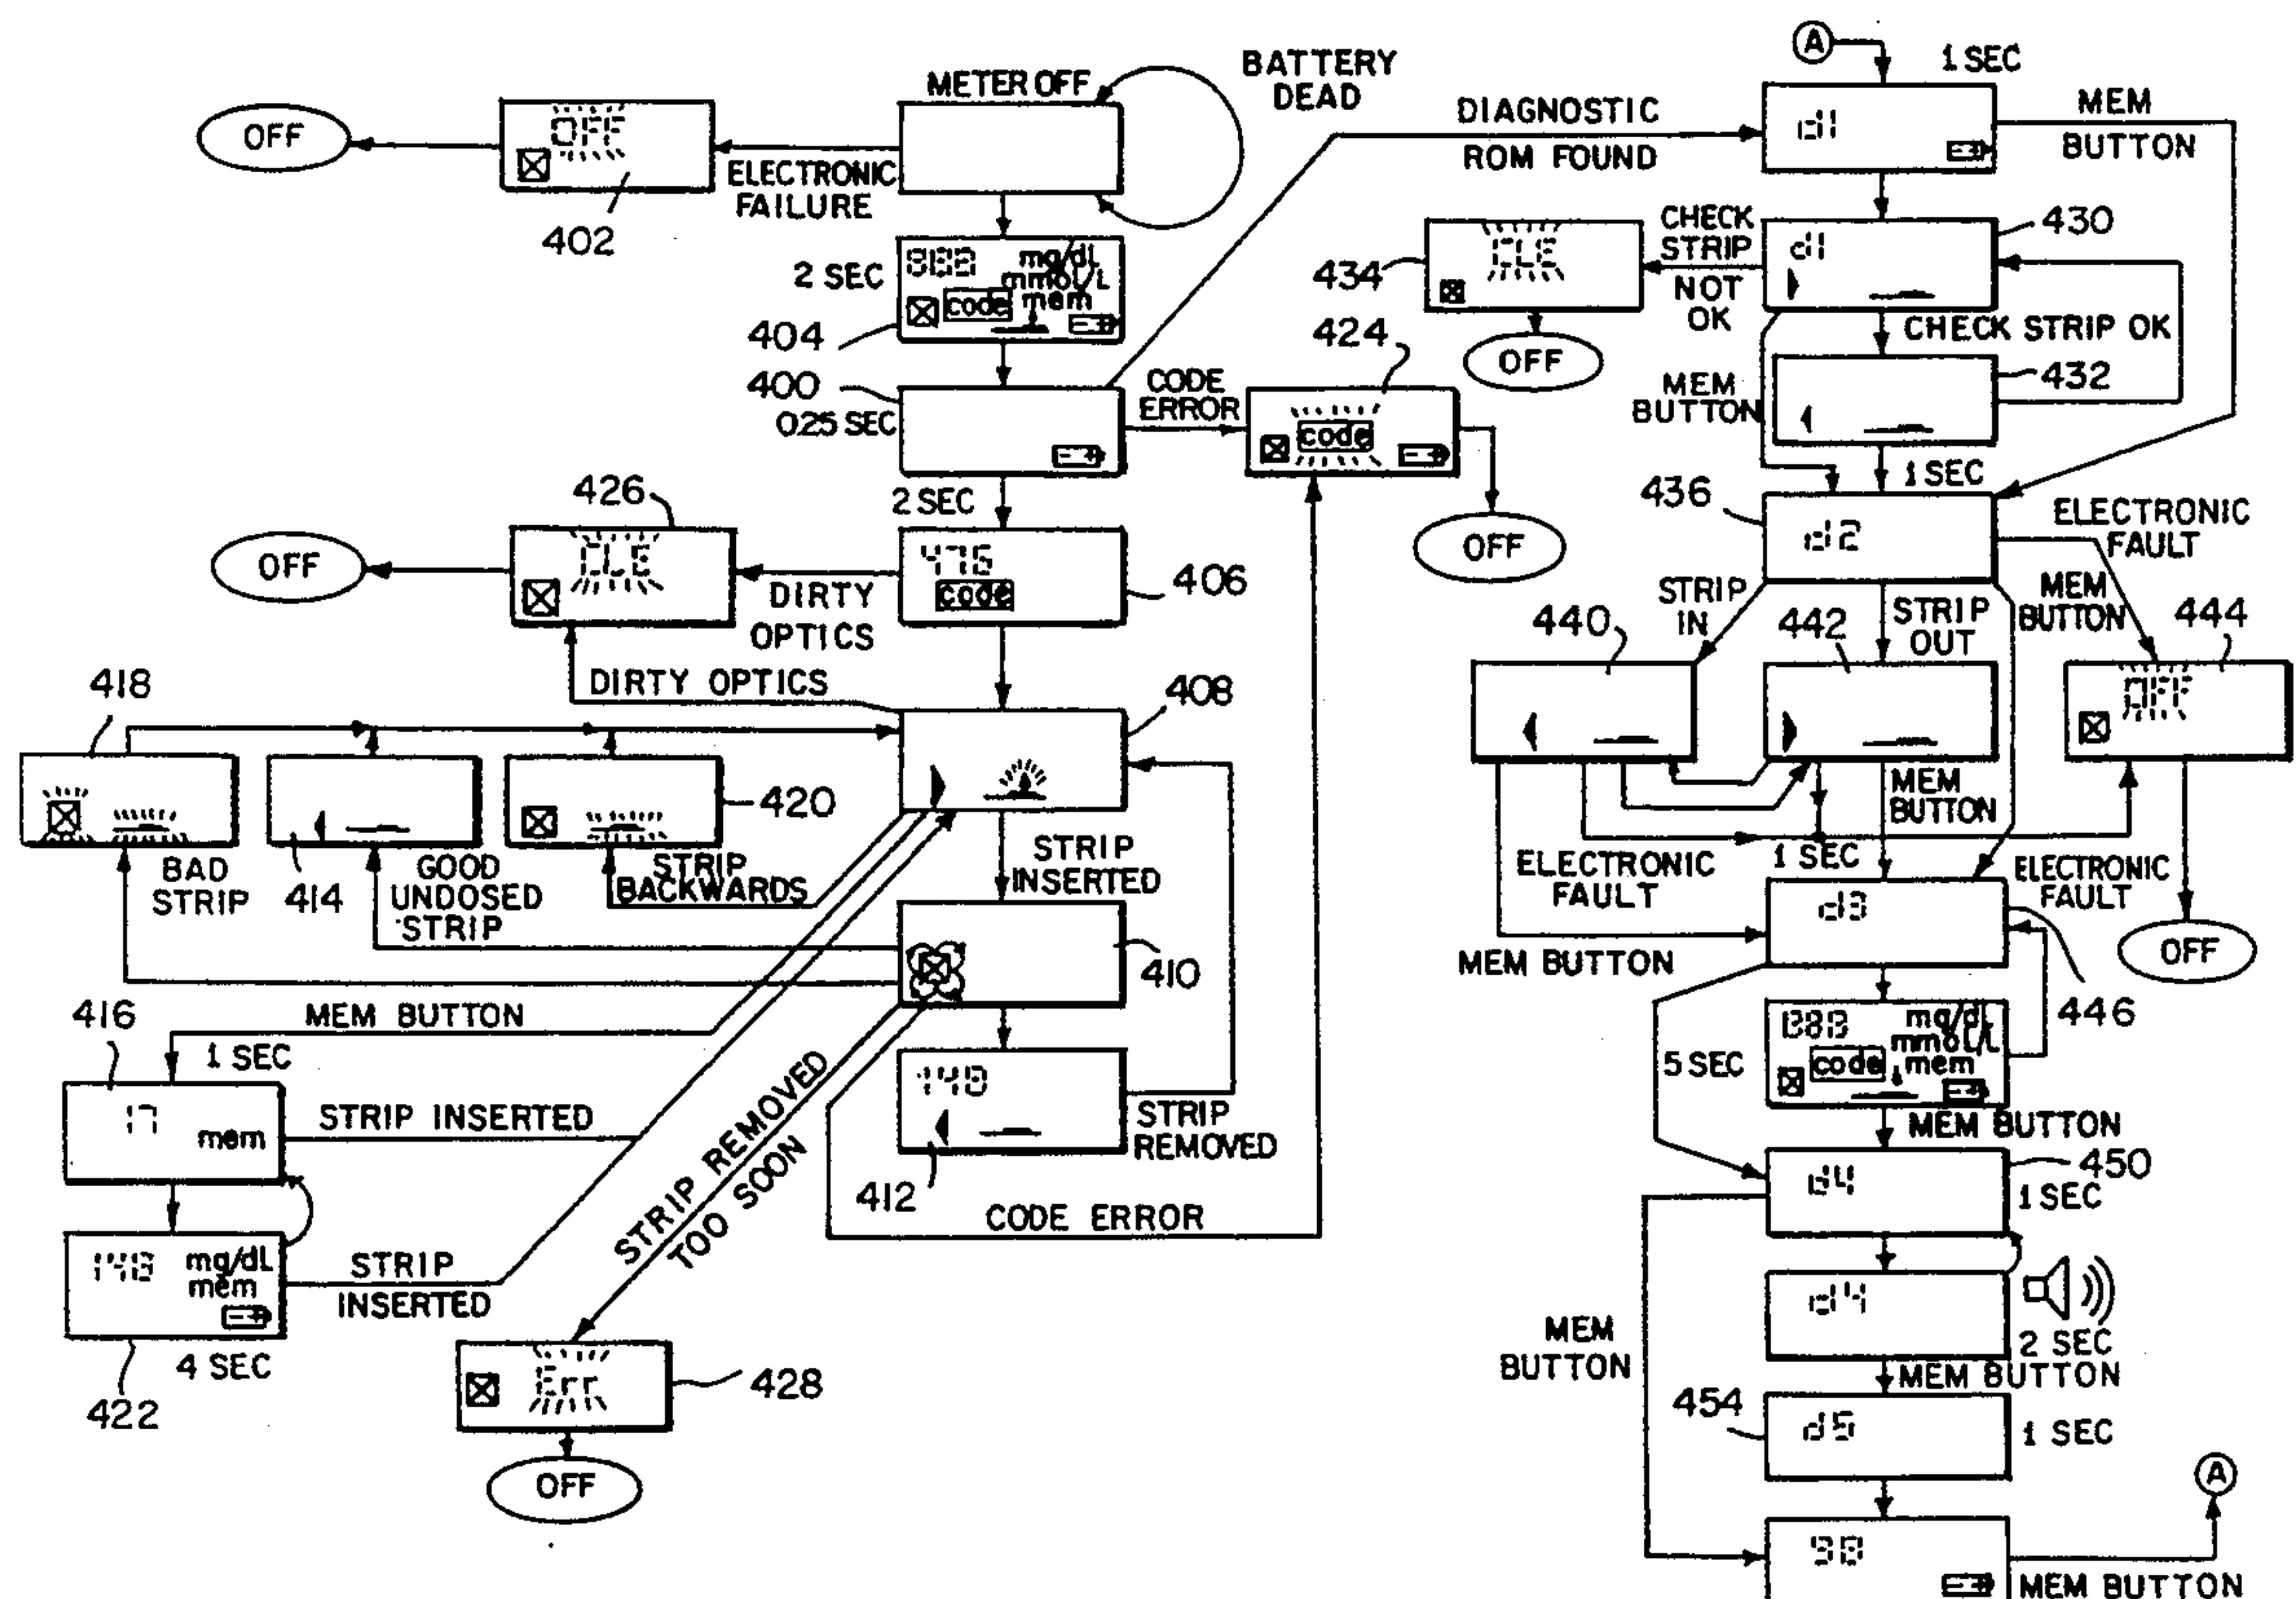 A
1 SEC
BATTERY
DEAD
METER OFF
DIAGNOSTIC
ROM FOUND
MEM
BUTTON
OFF
OFF
ELECTRONIC
FAILURE
d1
402
2 SEC
mg/dL
mmol/L
code
mem
404
CHECK
STRIP
NOT
OK
CLE
434
d1
430
CHECK STRIP OK
OFF
424
400
025 SEC
CODE
ERROR
code
MEM
BUTTON
432
1 SEC
426
2 SEC
436
OFF
CLE
476
code
406
DIRTY
OPTICS
OFF
d2
ELECTRONIC
FAULT
STRIP
IN
STRIP
OUT
MEM
BUTTON
440
442
444
OFF
418
DIRTY OPTICS
408
420
BAD
STRIP
414
GOOD
UNDOSED
STRIP
STRIP
BACKWARDS
STRIP
INSERTED
MEM
BUTTON
1 SEC
ELECTRONIC
FAULT
ELECTRONIC
FAULT
d3
MEM BUTTON
OFF
410
416
MEM BUTTON
1 SEC
446
17
mem
STRIP INSERTED
5 SEC
mg/dL
mmol/L
code
mem
MEM BUTTON
148
412
STRIP
REMOVED
CODE ERROR
STRIP REMOVED
TOO SOON
d4
450
1 SEC
148
mg/dL
mem
STRIP
INSERTED
422
4 SEC
d4
2 SEC
MEM BUTTON
MEM
BUTTON
Err
428
OFF
454
d5
1 SEC
A
98
MEM BUTTON